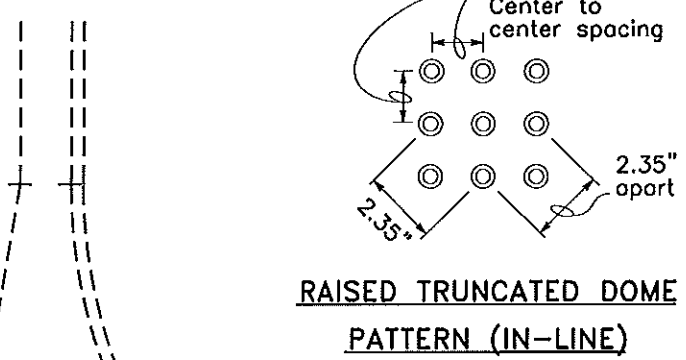 Center to
center spacing
2.35"
apart
2.35"
RAISED TRUNCATED DOME
PATTERN (IN-LINE)